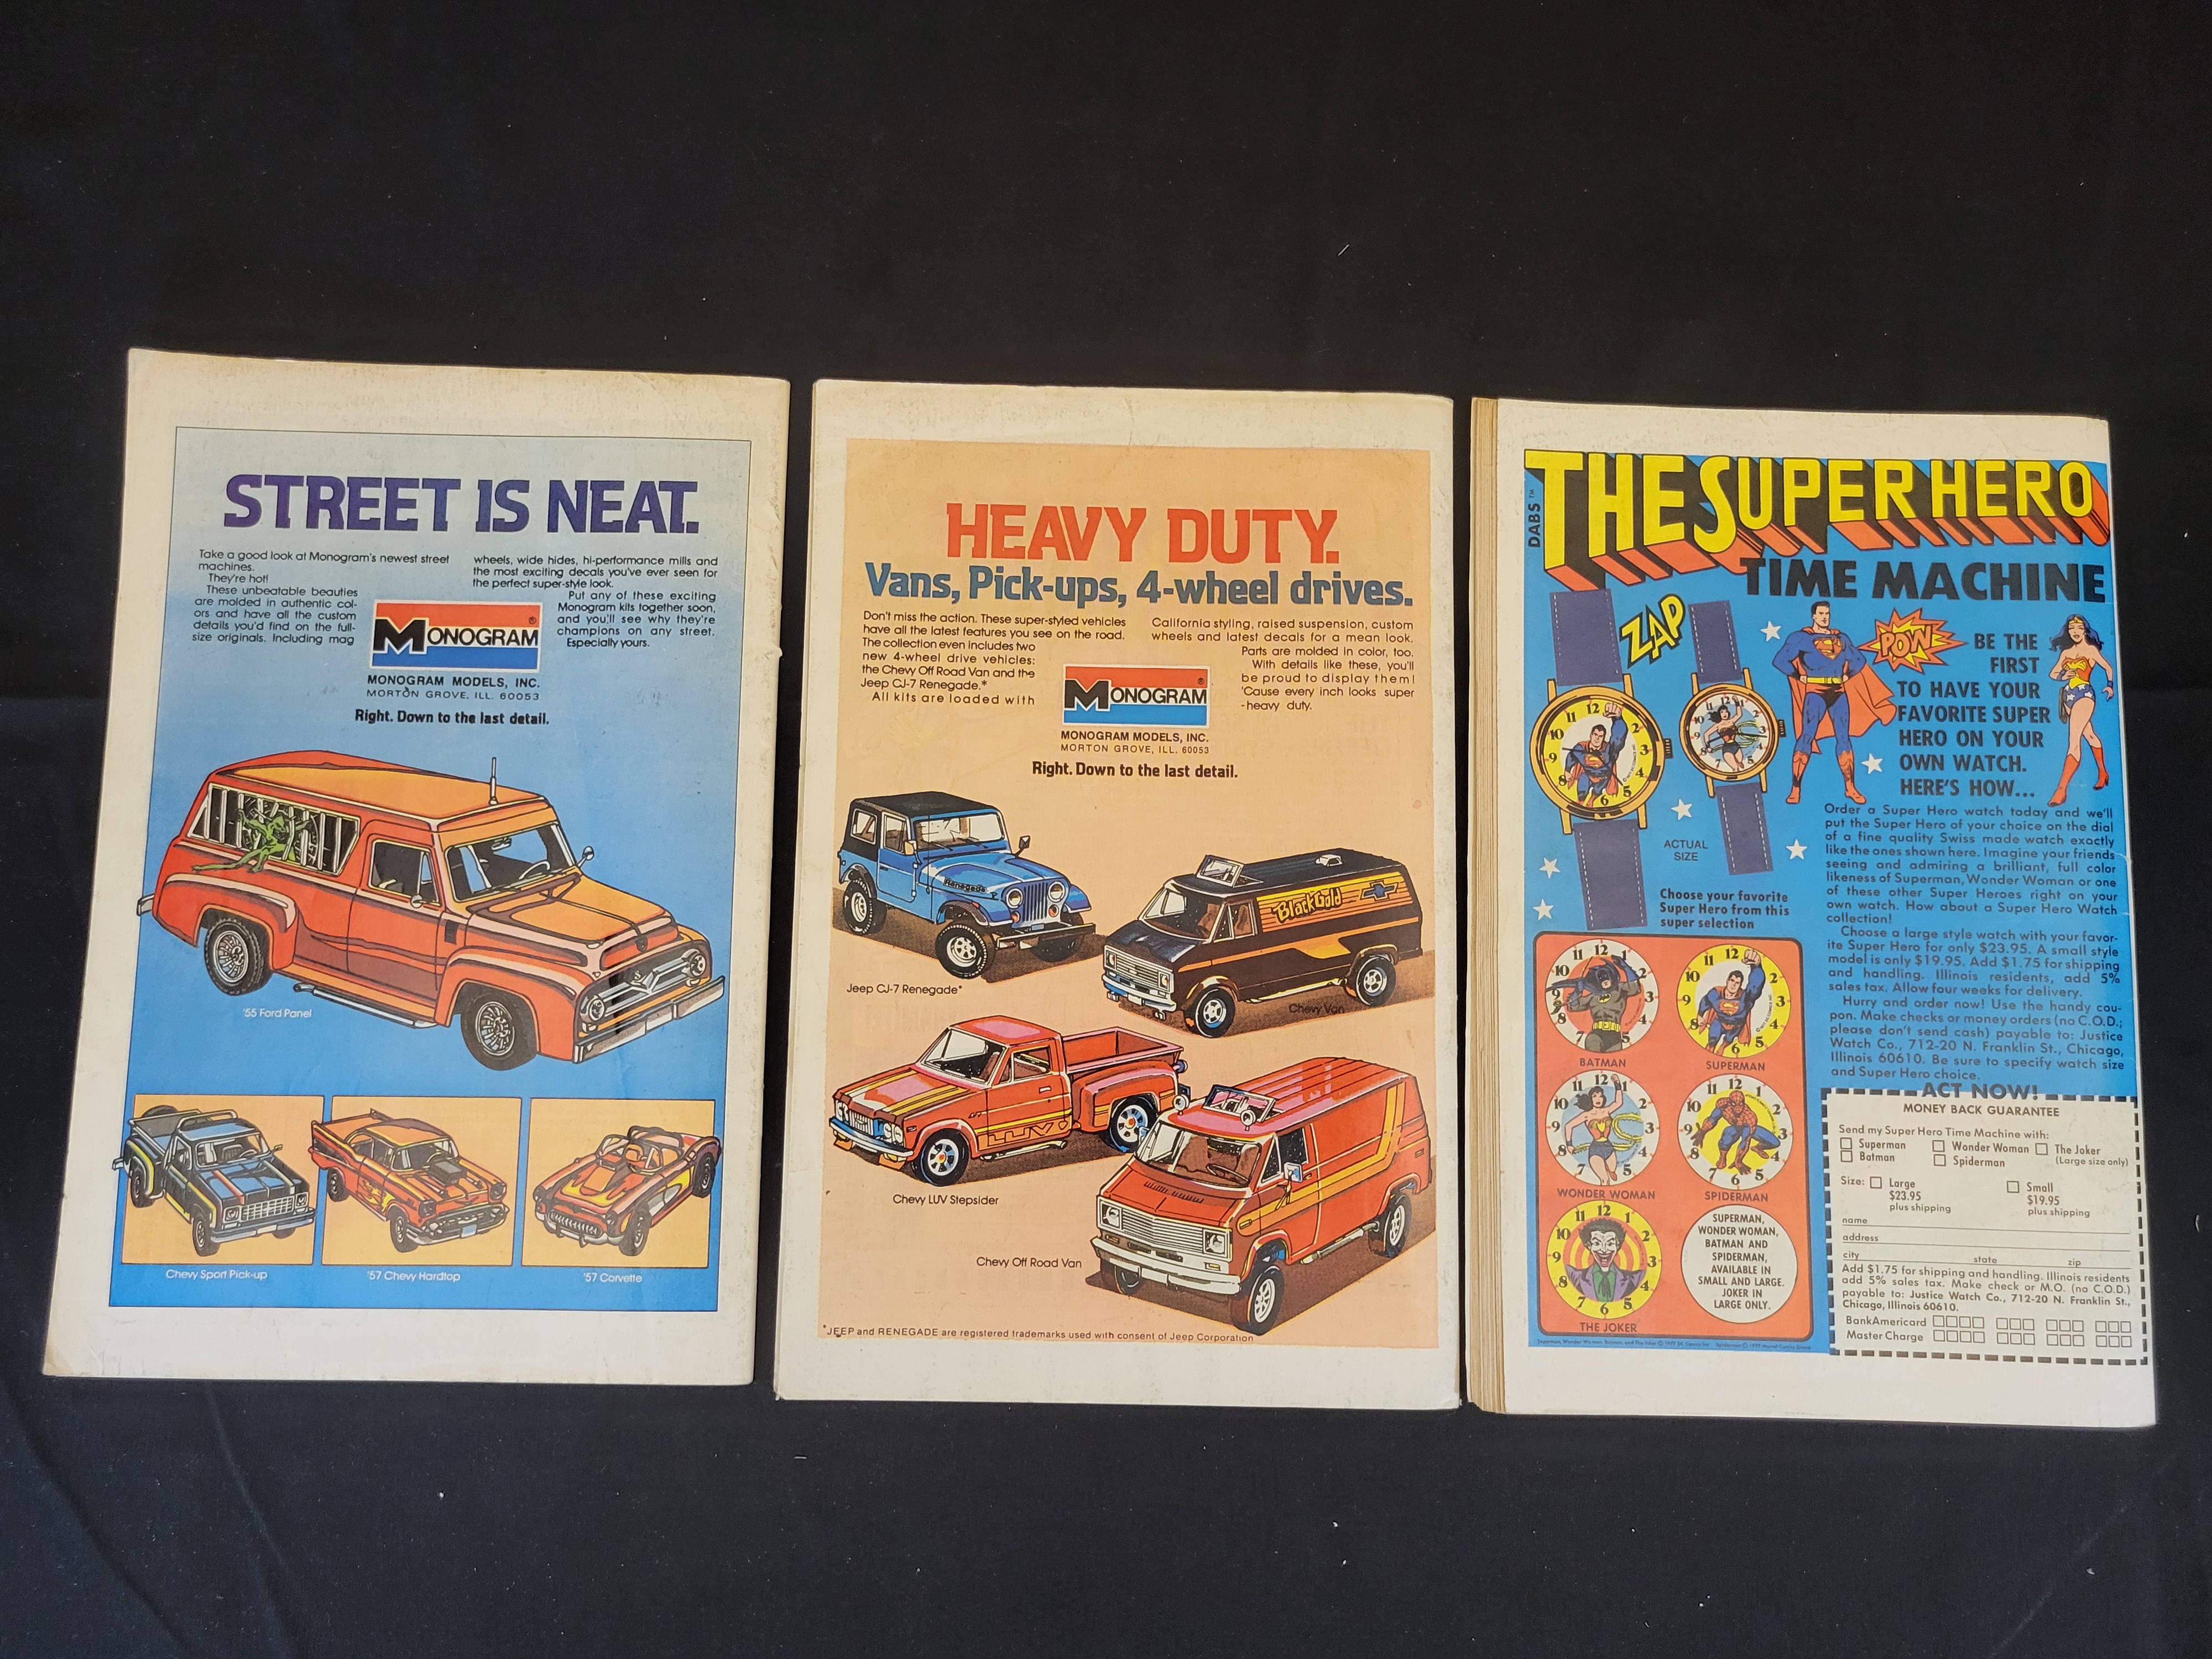 STREET IS NEAT.
Take a good look at Monogram's newest street
machines.
They're hot!
These unbeatable beauties
are molded in authentic col-
ors and have all the custom
details you'd find on the full-
size originals. Including mag
wheels, wide hides, hi-performance mills and
the most exciting decals you've ever seen for
the perfect super-style look.
Put any of these exciting
Monogram kits together soon,
and you'll see why they're
champions on any street.
Especially yours.
MONOGRAM ®
MONOGRAM MODELS, INC.
MORTON GROVE, ILL. 60053
Right. Down to the last detail.
'55 Ford Panel
Chevy Sport Pick-up
'57 Chevy Hardtop
'57 Corvette
HEAVY DUTY.
Vans, Pick-ups, 4-wheel drives.
Don't miss the action. These super-styled vehicles
have all the latest features you see on the road.
The collection even includes two
new 4-wheel drive vehicles:
the Chevy Off Road Van and the
Jeep CJ-7 Renegade.*
All kits are loaded with
California styling, raised suspension, custom
wheels and latest decals for a mean look.
Parts are molded in color, too.
With details like these, you'll
be proud to display them!
'Cause every inch looks super
-heavy duty.
MONOGRAM ®
MONOGRAM MODELS, INC.
MORTON GROVE, ILL. 60053
Right. Down to the last detail.
Renegade
Black Gold
Jeep CJ-7 Renegade*
Chevy Van
LUV
Chevy LUV Stepsider
Chevy Off Road Van
*JEEP and RENEGADE are registered trademarks used with consent of Jeep Corporation
DABS™
THE SUPER HERO
TIME MACHINE
ZAP
POW
BE THE
FIRST
TO HAVE YOUR
FAVORITE SUPER
HERO ON YOUR
OWN WATCH.
HERE'S HOW...
ACTUAL
SIZE
Choose your favorite
Super Hero from this
super selection
Order a Super Hero watch today and we'll
put the Super Hero of your choice on the dial
of a fine quality Swiss made watch exactly
like the ones shown here. Imagine your friends
seeing and admiring a brilliant, full color
likeness of Superman, Wonder Woman or one
of these other Super Heroes right on your
own watch. How about a Super Hero Watch
collection!
Choose a large style watch with your favor-
ite Super Hero for only $23.95. A small style
model is only $19.95. Add $1.75 for shipping
and handling. Illinois residents, add 5%
sales tax. Allow four weeks for delivery.
Hurry and order now! Use the handy cou-
pon. Make checks or money orders (no C.O.D.;
please don't send cash) payable to: Justice
Watch Co., 712-20 N. Franklin St., Chicago,
Illinois 60610. Be sure to specify watch size
and Super Hero choice.
BATMAN
SUPERMAN
WONDER WOMAN
SPIDERMAN
THE JOKER
SUPERMAN,
WONDER WOMAN,
BATMAN AND
SPIDERMAN,
AVAILABLE IN
SMALL AND LARGE.
JOKER IN
LARGE ONLY.
ACT NOW!
MONEY BACK GUARANTEE
Send my Super Hero Time Machine with:
Superman Wonder Woman The Joker
Batman Spiderman (Large size only)
Size: Large Small
$23.95 $19.95
plus shipping plus shipping
name
address
city state zip
Add $1.75 for shipping and handling. Illinois residents
add 5% sales tax. Make check or M.O. (no C.O.D.)
payable to: Justice Watch Co., 712-20 N. Franklin St.,
Chicago, Illinois 60610.
BankAmericard
Master Charge